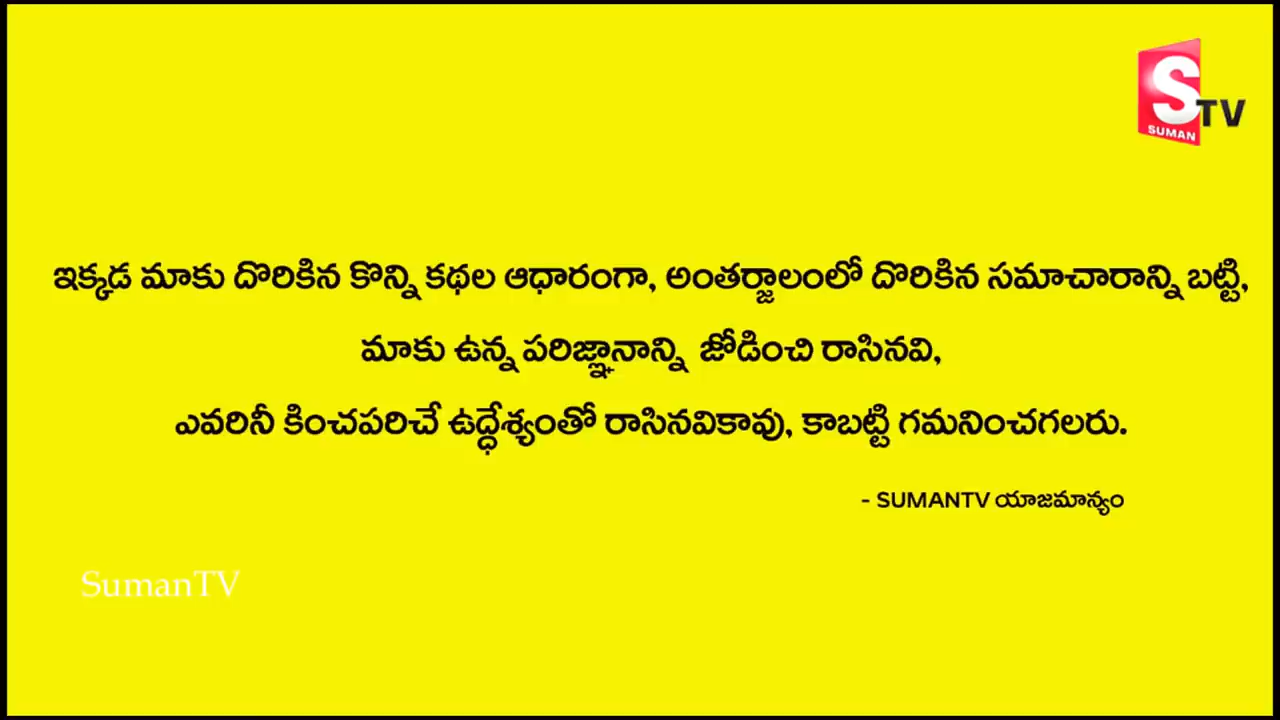 S TV
SUMAN
ఇక్కడ మాకు దొరికిన కొన్ని కథల ఆధారంగా, అంతర్జాలంలో దొరికిన సమాచారాన్ని బట్టి,
మాకు ఉన్న పరిజ్ఞానాన్ని జోడించి రాసినవి,
ఎవరినీ కించపరిచే ఉద్ధేశ్యంతో రాసినవికావు, కాబట్టి గమనించగలరు.
- SUMANTV యాజమాన్యం
SumanTV